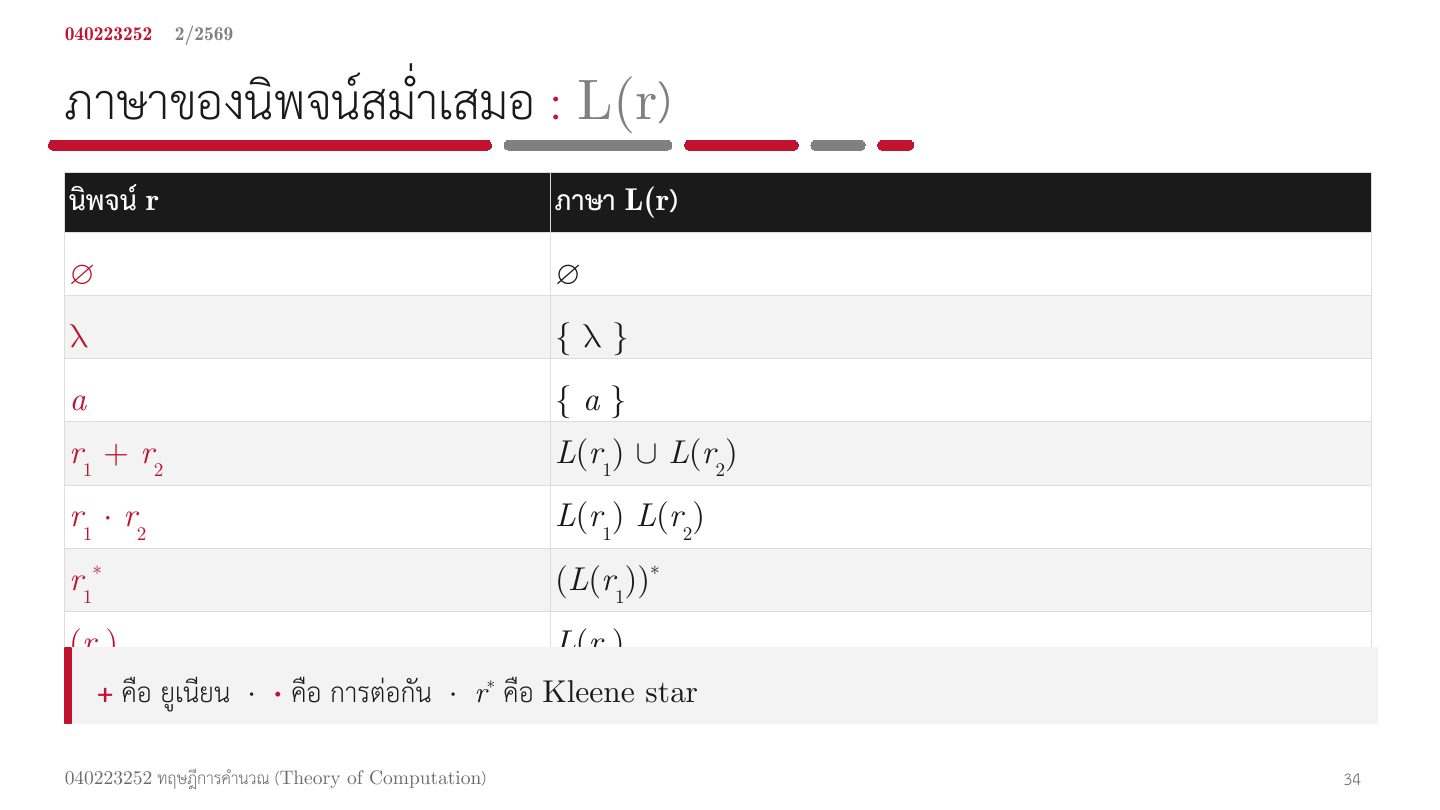 040223252 2/2569
ภาษาของนิพจน์สม่ำเสมอ : L(r)
นิพจน์ r ภาษา L(r)
∅ ∅
λ { λ }
a { a }
r₁ + r₂ L(r₁) ∪ L(r₂)
r₁ · r₂ L(r₁) L(r₂)
r₁* (L(r₁))*
+ คือ ยูเนียน · · คือ การต่อกัน · r* คือ Kleene star
040223252 ทฤษฎีการคำนวณ (Theory of Computation) 34